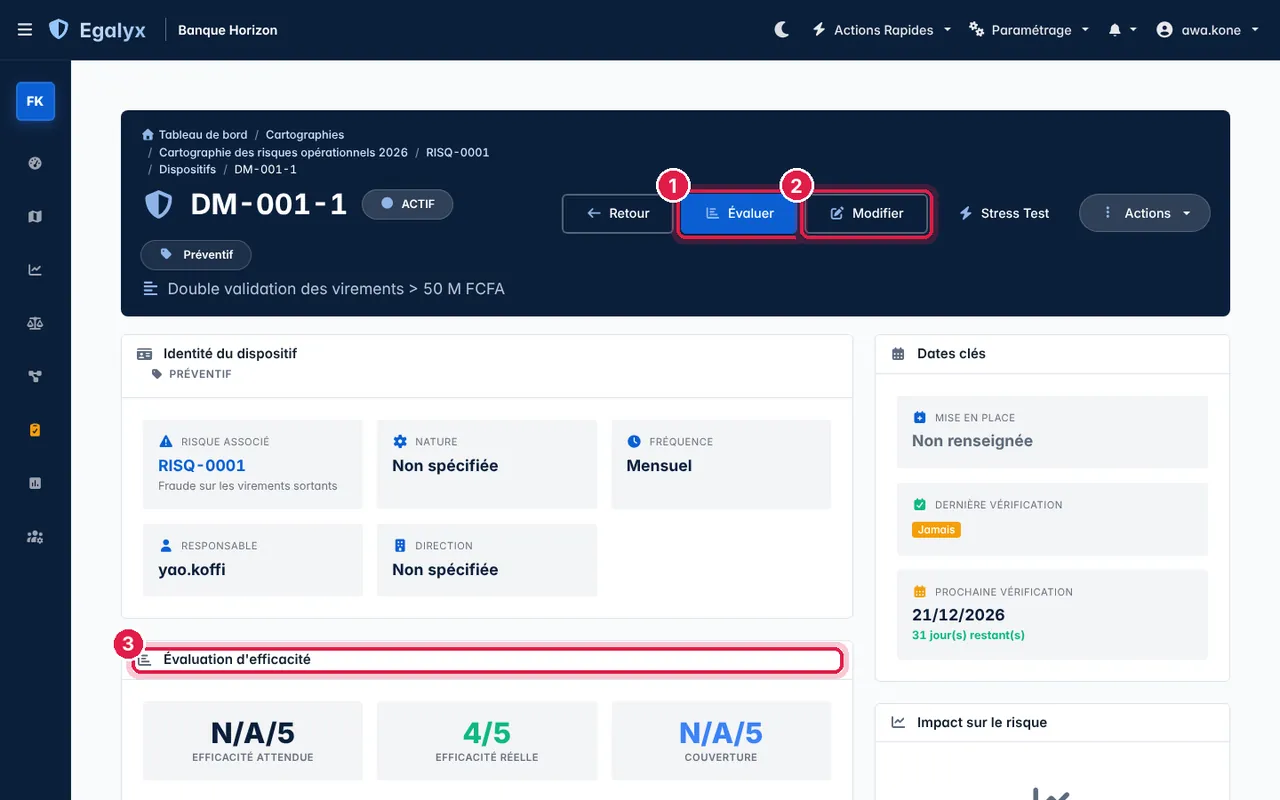 Egalyx
Banque Horizon
Actions Rapides
Paramétrage
awa.kone
FK
Tableau de bord / Cartographies
/ Cartographie des risques opérationnels 2026 / RISQ-0001
/ Dispositifs / DM-001-1
DM-001-1
ACTIF
1
2
Retour
Évaluer
Modifier
Stress Test
Actions
Préventif
Double validation des virements > 50 M FCFA
Identité du dispositif
PRÉVENTIF
RISQUE ASSOCIÉ
RISQ-0001
Fraude sur les virements sortants
NATURE
Non spécifiée
FRÉQUENCE
Mensuel
RESPONSABLE
yao.koffi
DIRECTION
Non spécifiée
3
Évaluation d'efficacité
N/A/5
EFFICACITÉ ATTENDUE
4/5
EFFICACITÉ RÉELLE
N/A/5
COUVERTURE
Dates clés
MISE EN PLACE
Non renseignée
DERNIÈRE VÉRIFICATION
Jamais
PROCHAINE VÉRIFICATION
21/12/2026
31 jour(s) restant(s)
Impact sur le risque